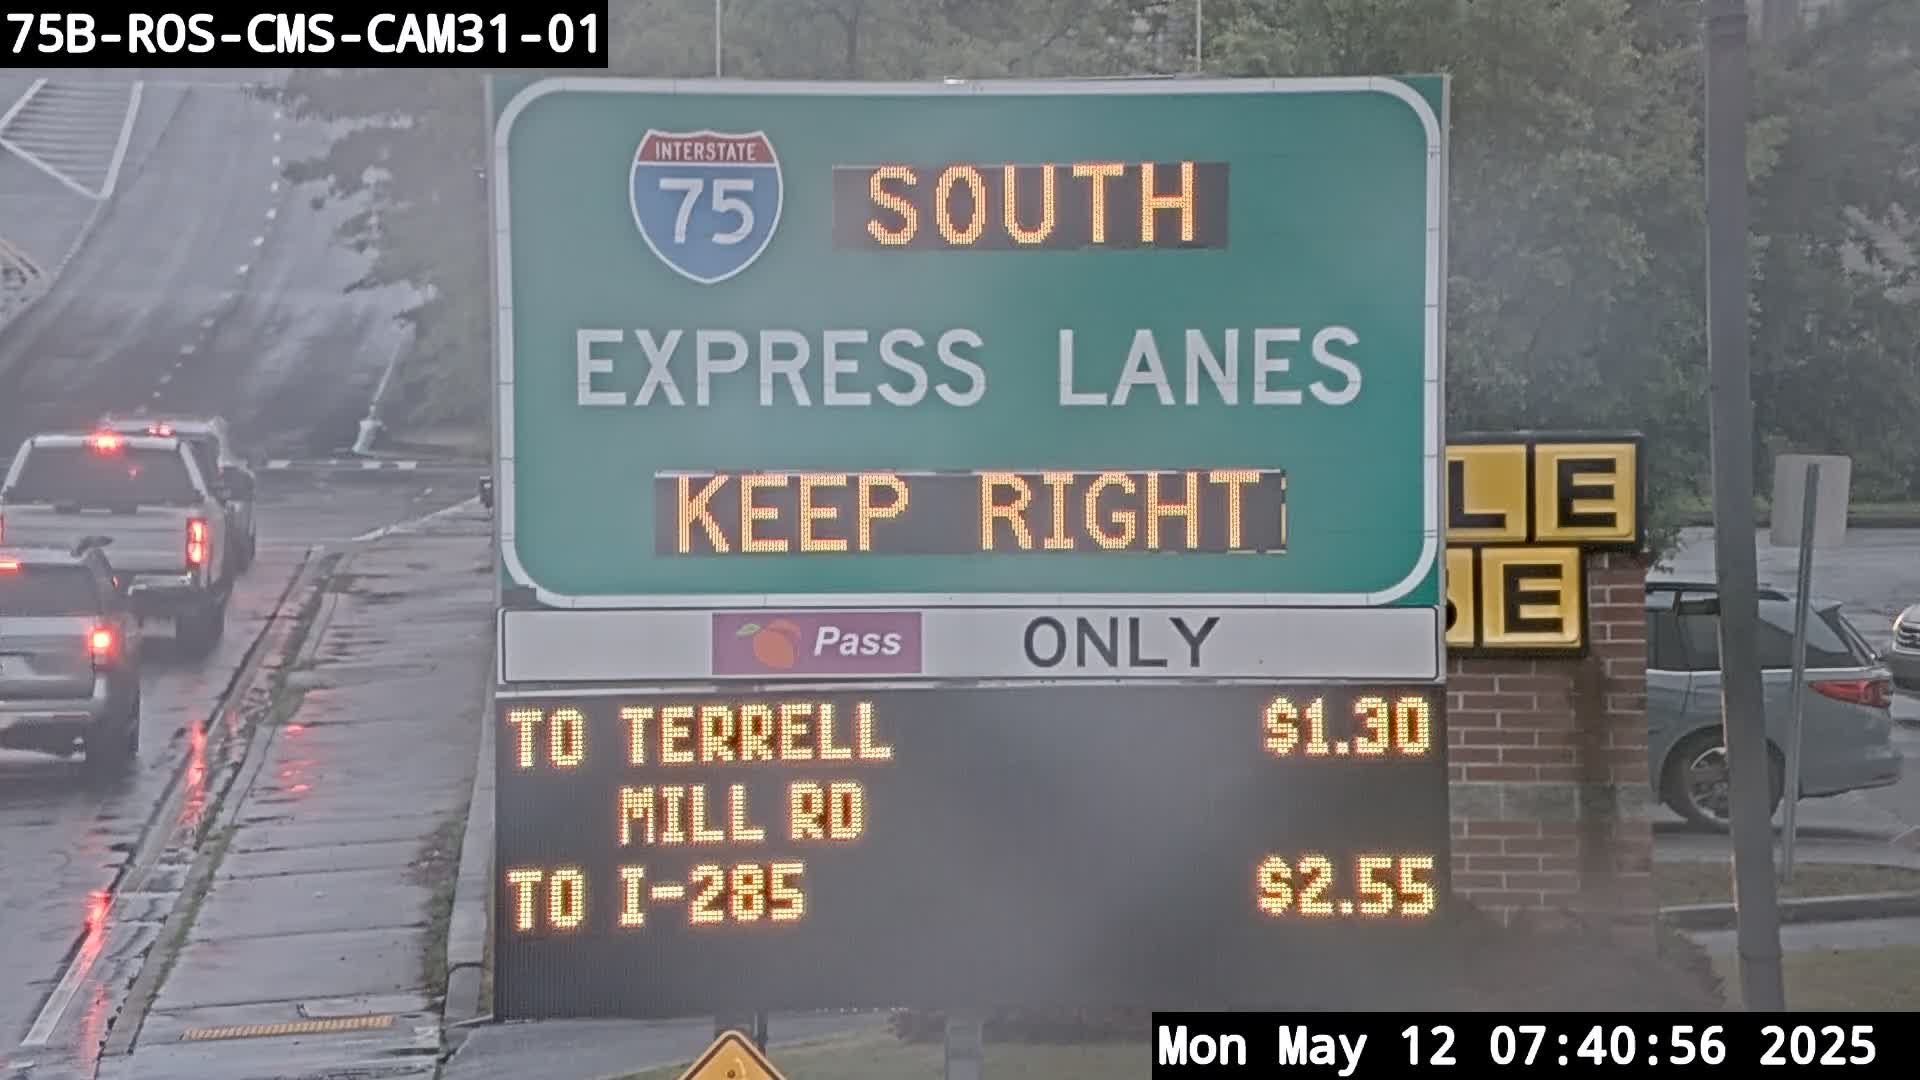 75B-ROS-CMS-CAM31-01
INTERSTATE
75
SOUTH
EXPRESS LANES
KEEP RIGHT
Pass ONLY
TO TERRELL $1.30
MILL RD
TO I-285 $2.55
LE
E
Mon May 12 07:40:56 2025